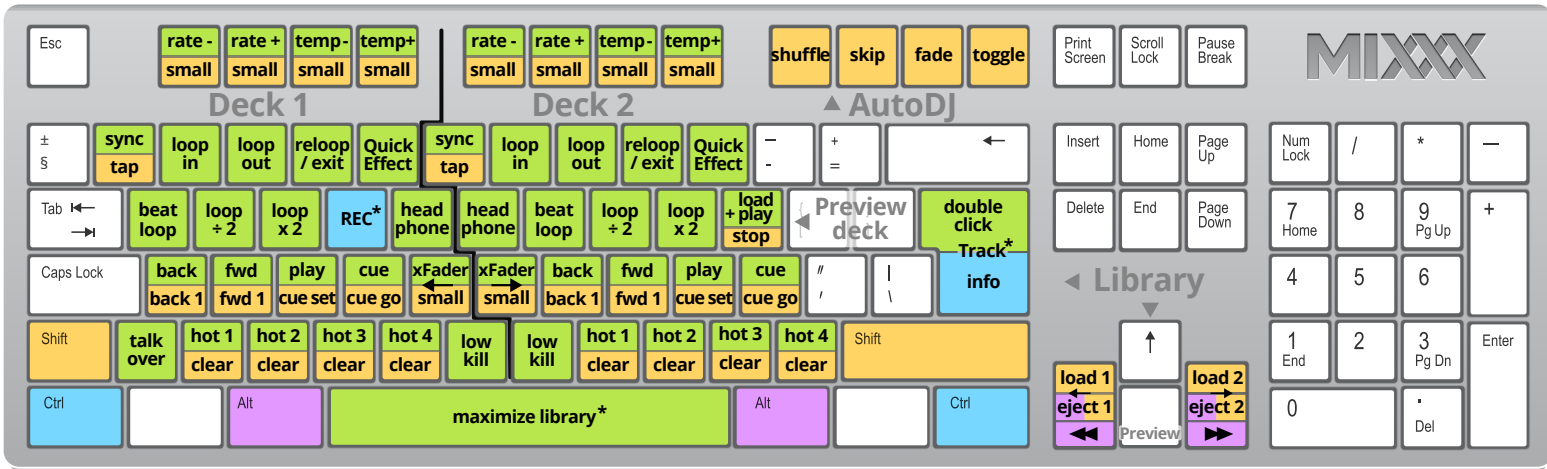 Esc
rate - rate + temp- temp+ rate - rate + temp- temp+
small small small small small small small small
shuffle skip fade toggle
Print Screen
Scroll Lock
Pause Break
MIXXX
Deck 1 Deck 2 AutoDJ
± §
sync tap
loop in
loop out
reloop / exit
Quick Effect
sync tap
loop in
loop out
reloop / exit
Quick Effect
— -
+ =
←
Insert Home Page Up
Num Lock / * —
Tab
beat loop
loop ÷ 2
loop x 2
REC*
head phone
head phone
beat loop
loop ÷ 2
loop x 2
load + play
stop
{
Preview deck
double click
Track*
info
Delete End Page Down
7 Home
8
9 Pg Up
+
Caps Lock
back fwd play cue xFader xFader back fwd play cue
back 1 fwd 1 cue set cue go small small back 1 fwd 1 cue set cue go
" '
| \
Library
4 5 6
Shift
talk over
hot 1 hot 2 hot 3 hot 4
clear clear clear clear
low kill
low kill
hot 1 hot 2 hot 3 hot 4
clear clear clear clear
Shift
↑
1 End
2
3 Pg Dn
Enter
Ctrl Alt
maximize library*
Alt Ctrl
load 1
eject 1
Preview
load 2
eject 2
0
. Del